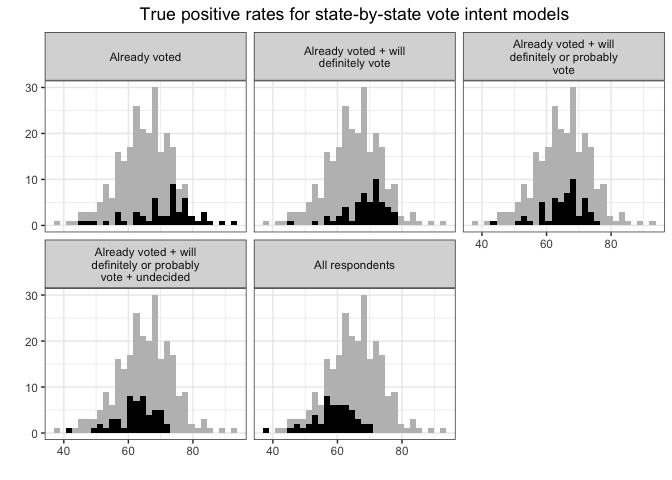 True positive rates for state-by-state vote intent models
Already voted
Already voted + will
definitely vote
Already voted + will
definitely or probably
vote
30
20
10
0
40
60
80
Already voted + will
definitely or probably
vote + undecided
All respondents
30
20
10
0
40
60
80
40
60
80